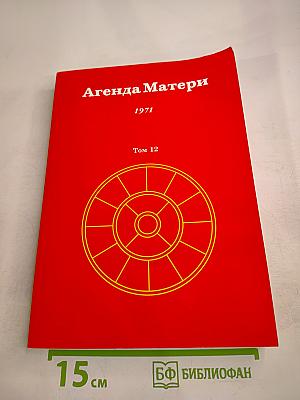 Агенда Матери
1971
Том 12
15 см
БФ БИБЛИОФАН